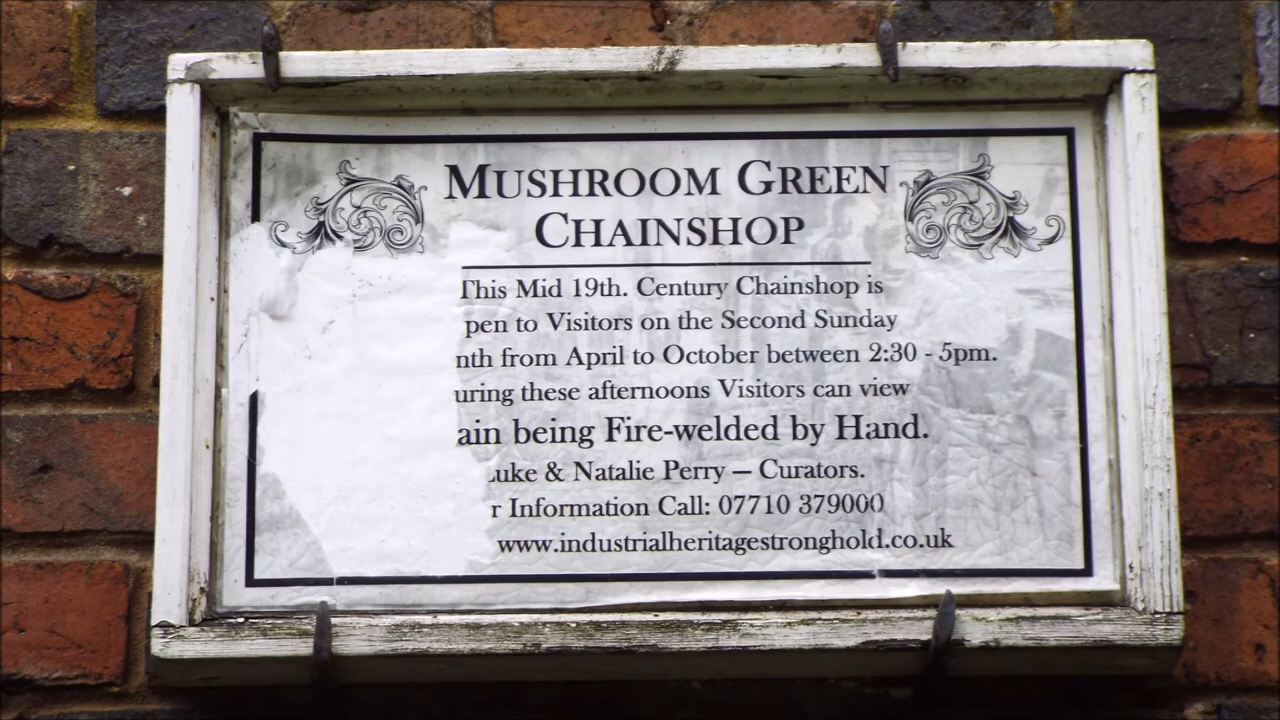 MUSHROOM GREEN
CHAINSHOP
This Mid 19th. Century Chainshop is
pen to Visitors on the Second Sunday
nth from April to October between 2:30 - 5pm.
uring these afternoons Visitors can view
ain being Fire-welded by Hand.
uke & Natalie Perry — Curators.
r Information Call: 07710 379000
www.industrialheritagestronghold.co.uk